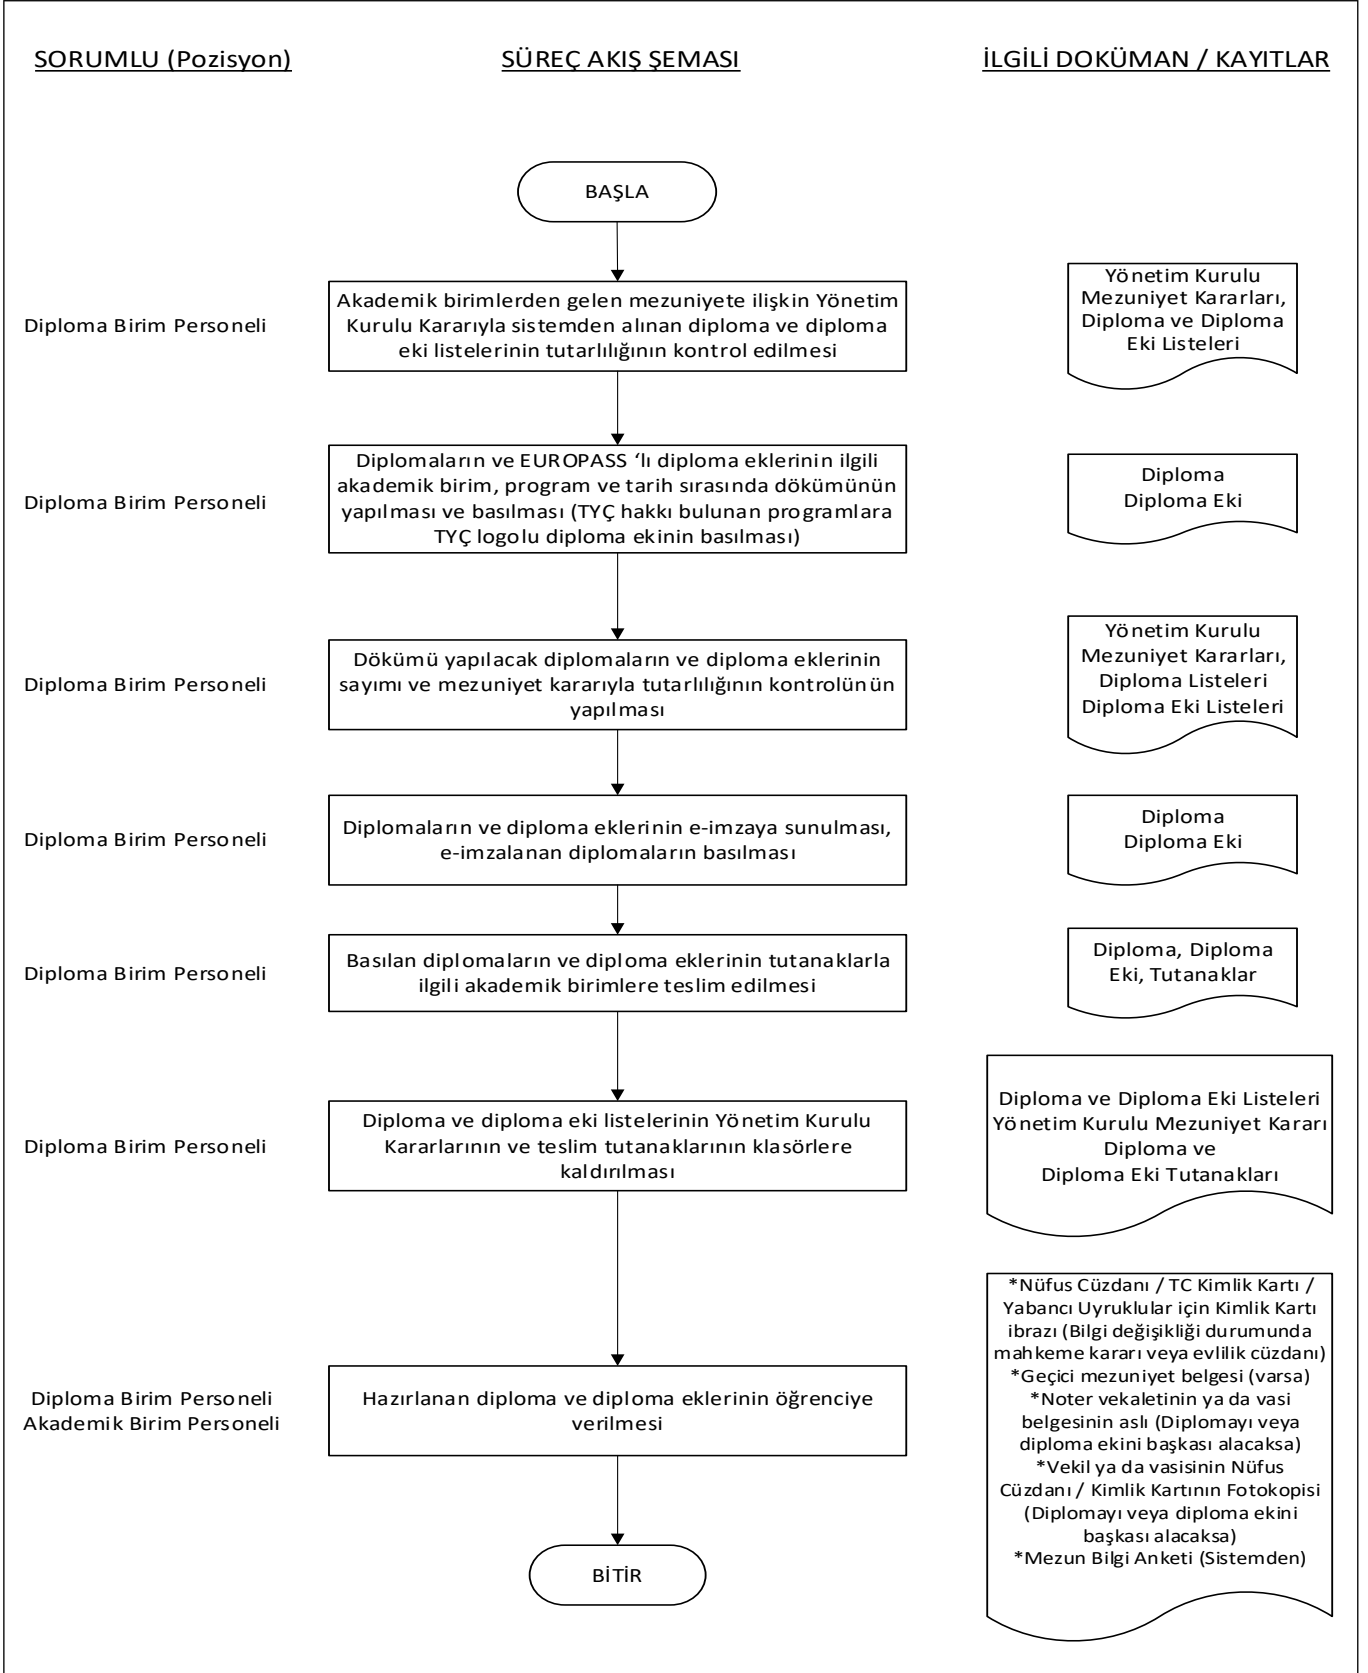 SORUMLU (Pozisyon)
SÜREÇ AKIŞ ŞEMASI
İLGİLİ DOKÜMAN / KAYITLAR
BAŞLA
Diploma Birim Personeli
Akademik birimlerden gelen mezuniyete ilişkin Yönetim
Kurulu Kararıyla sistemden alınan diploma ve diploma
eki listelerinin tutarlılığının kontrol edilmesi
Yönetim Kurulu
Mezuniyet Kararları,
Diploma ve Diploma
Eki Listeleri
Diploma Birim Personeli
Diplomaların ve EUROPASS ‘lı diploma eklerinin ilgili
akademik birim, program ve tarih sırasında dökümünün
yapılması ve basılması (TYÇ hakkı bulunan programlara
TYÇ logolu diploma ekinin basılması)
Diploma
Diploma Eki
Diploma Birim Personeli
Dökümü yapılacak diplomaların ve diploma eklerinin
sayımı ve mezuniyet kararıyla tutarlılığının kontrolünün
yapılması
Yönetim Kurulu
Mezuniyet Kararları,
Diploma Listeleri
Diploma Eki Listeleri
Diploma Birim Personeli
Diplomaların ve diploma eklerinin e-imzaya sunulması,
e-imzalanan diplomaların basılması
Diploma
Diploma Eki
Diploma Birim Personeli
Basılan diplomaların ve diploma eklerinin tutanaklarla
ilgili akademik birimlere teslim edilmesi
Diploma, Diploma
Eki, Tutanaklar
Diploma Birim Personeli
Diploma ve diploma eki listelerinin Yönetim Kurulu
Kararlarının ve teslim tutanaklarının klasörlere
kaldırılması
Diploma ve Diploma Eki Listeleri
Yönetim Kurulu Mezuniyet Kararı
Diploma ve
Diploma Eki Tutanakları
Diploma Birim Personeli
Akademik Birim Personeli
Hazırlanan diploma ve diploma eklerinin öğrenciye
verilmesi
*Nüfus Cüzdanı / TC Kimlik Kartı /
Yabancı Uyruklular için Kimlik Kartı
ibrazı (Bilgi değişikliği durumunda
mahkeme kararı veya evlilik cüzdanı)
*Geçici mezuniyet belgesi (varsa)
*Noter vekaletinin ya da vasi
belgesinin aslı (Diplomayı veya
diploma ekini başkası alacaksa)
*Vekil ya da vasisinin Nüfus
Cüzdanı / Kimlik Kartının Fotokopisi
(Diplomayı veya diploma ekini
başkası alacaksa)
*Mezun Bilgi Anketi (Sistemden)
BİTİR